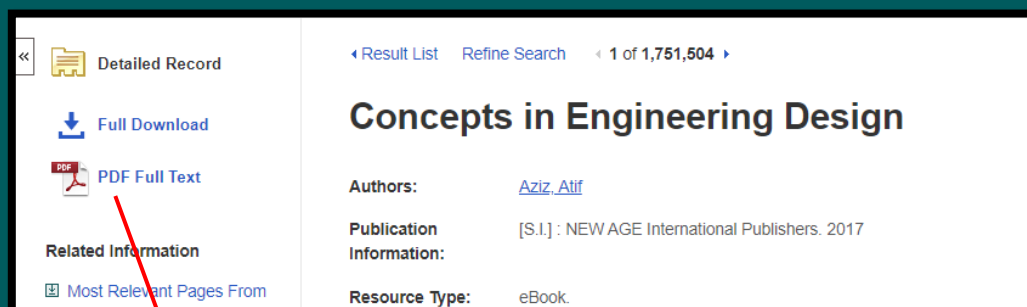 «
Detailed Record
Full Download
PDF
PDF Full Text
Related Information
Most Relevant Pages From
Result List Refine Search 1 of 1,751,504
Concepts in Engineering Design
Authors: Aziz, Atif
Publication [S.l.] : NEW AGE International Publishers. 2017
Information:
Resource Type: eBook.